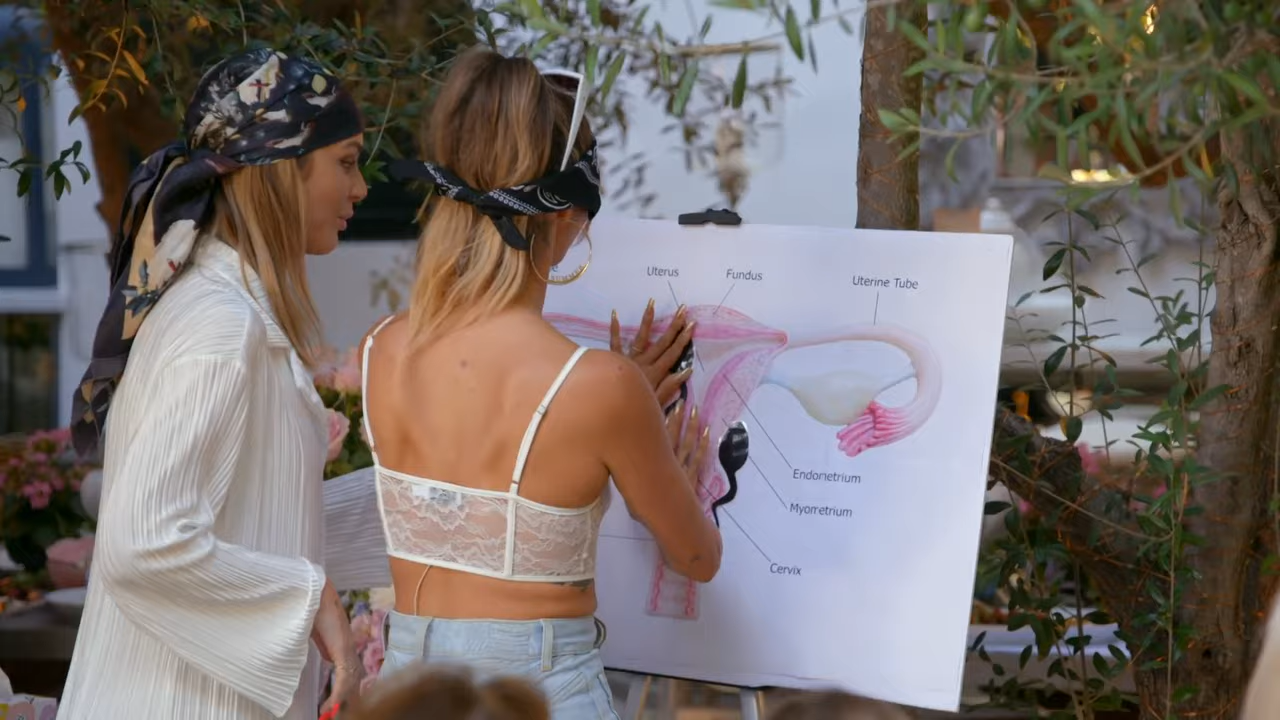 Uterus
Fundus
Uterine Tube
Endometrium
Myometrium
Cervix